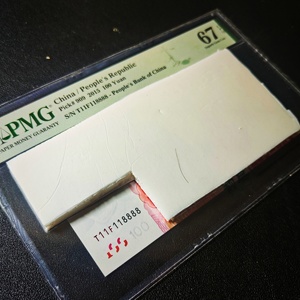 PMG
PAPER MONEY GUARANTY
China / People's Republic
Pick# 909 2015 100 Yuan
S/N T11F118888 - People's Bank of China
67
T11F118888
100